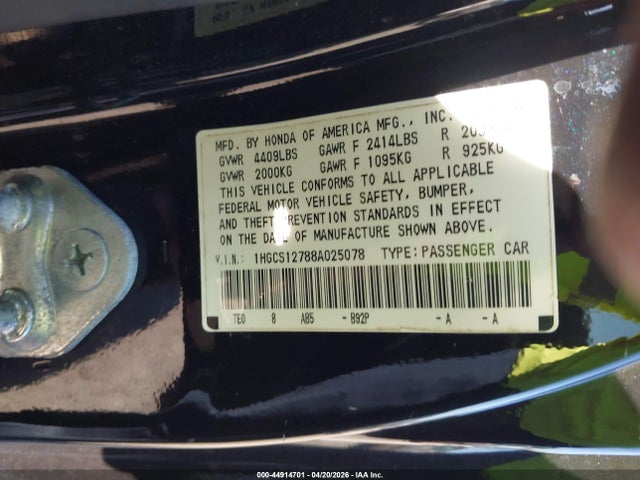 MFD. BY HONDA OF AMERICA MFG., INC.
GVWR 4409LBS GAWR F 2414LBS R
GVWR 2000KG GAWR F 1095KG R 925KG
THIS VEHICLE CONFORMS TO ALL APPLICABLE
FEDERAL MOTOR VEHICLE SAFETY, BUMPER,
AND THEFT PREVENTION STANDARDS IN EFFECT
ON THE DATE OF MANUFACTURE SHOWN ABOVE.
V.I.N.: 1HGCS12788A025078 TYPE: PASSENGER CAR
TE0 8 AB5 - B92P - A - A
000-44914701 - 04/20/2026 - IAA Inc.